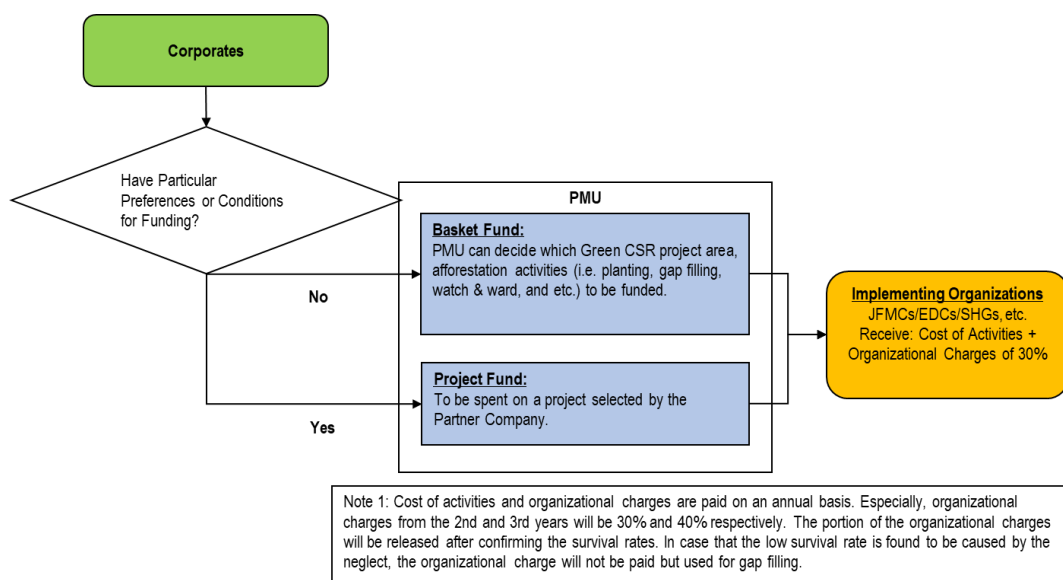 Corporates
Have Particular
Preferences or Conditions
for Funding?
PMU
Basket Fund:
PMU can decide which Green CSR project area,
afforestation activities (i.e. planting, gap filling,
watch & ward, and etc.) to be funded.
No
Implementing Organizations
JFMCs/EDCs/SHGs, etc.
Receive: Cost of Activities +
Organizational Charges of 30%
Project Fund:
To be spent on a project selected by the
Partner Company.
Yes
Note 1: Cost of activities and organizational charges are paid on an annual basis. Especially, organizational
charges from the 2nd and 3rd years will be 30% and 40% respectively. The portion of the organizational charges
will be released after confirming the survival rates. In case that the low survival rate is found to be caused by the
neglect, the organizational charge will not be paid but used for gap filling.